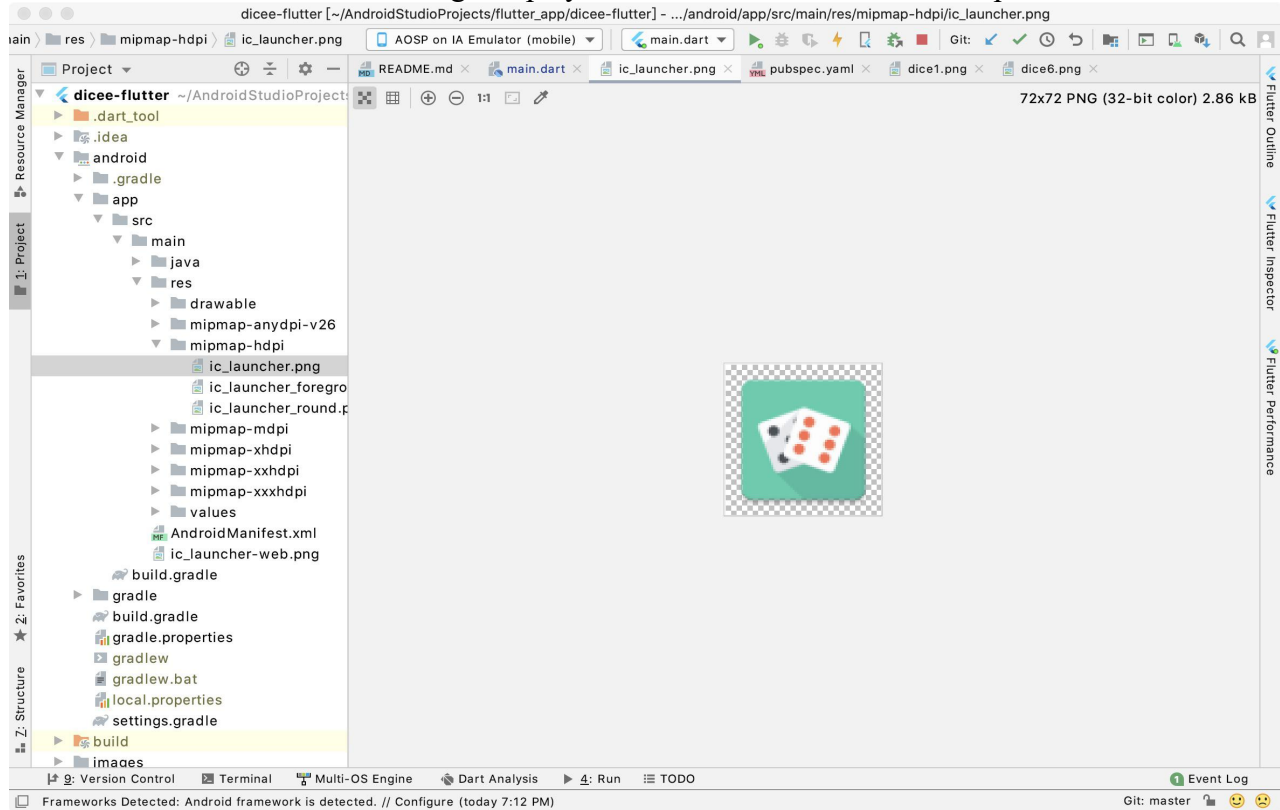 dicee-flutter [~/AndroidStudioProjects/flutter_app/dicee-flutter] - .../android/app/src/main/res/mipmap-hdpi/ic_launcher.png
res mipmap-hdpi ic_launcher.png AOSP on IA Emulator (mobile) main.dart Git:
Project README.md main.dart ic_launcher.png pubspec.yaml dice1.png dice6.png
dicee-flutter ~/AndroidStudioProject 1:1 72x72 PNG (32-bit color) 2.86 kB
.dart_tool
.idea
android
.gradle
app
src
main
java
res
drawable
mipmap-anydpi-v26
mipmap-hdpi
ic_launcher.png
ic_launcher_foregro
ic_launcher_round.p
mipmap-mdpi
mipmap-xhdpi
mipmap-xxhdpi
mipmap-xxxhdpi
values
MF AndroidManifest.xml
ic_launcher-web.png
build.gradle
gradle
build.gradle
gradle.properties
gradlew
gradlew.bat
local.properties
settings.gradle
build
images
Resource Manager
1: Project
2: Favorites
Z: Structure
Flutter Outline
Flutter Inspector
Flutter Performance
9: Version Control Terminal Multi-OS Engine Dart Analysis 4: Run TODO 1 Event Log
Frameworks Detected: Android framework is detected. // Configure (today 7:12 PM) Git: master